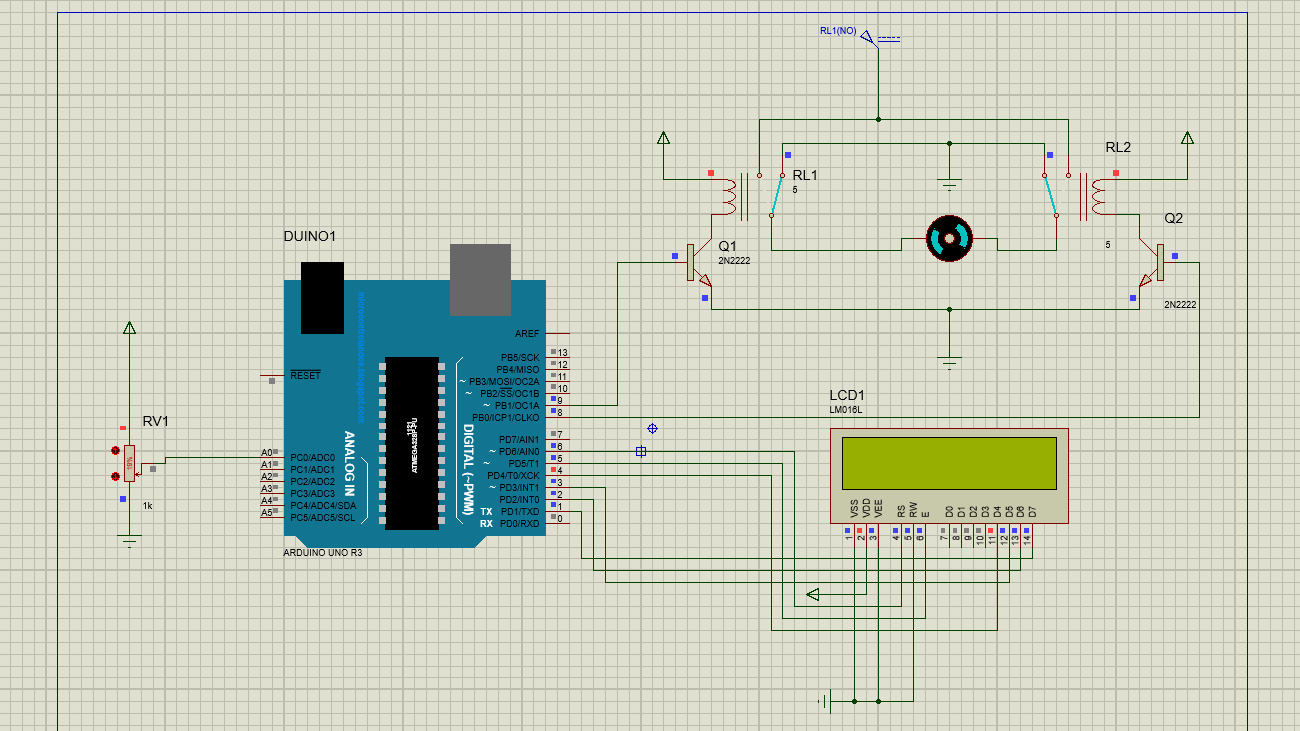 RL1(NO)
RL2
RL1
5
Q2
Q1
2N2222
5
2N2222
DUINO1
AREF
PB5/SCK 13
PB4/MISO 12
RESET
~ PB3/MOSI/OC2A 11
~ PB2/SS/OC1B 10
~ PB1/OC1A 9
PB0/ICP1/CLKO 8
LCD1
LM016L
RV1
19%
1k
PD7/AIN1 7
~ PD6/AIN0 6
~ PD5/T1 5
PD4/T0/XCK 4
~ PD3/INT1 3
PD2/INT0 2
TX PD1/TXD 1
RX PD0/RXD 0
A0 PC0/ADC0
A1 PC1/ADC1
A2 PC2/ADC2
A3 PC3/ADC3
A4 PC4/ADC4/SDA
A5 PC5/ADC5/SCL
ANALOG IN
ATMEGA328P-PU
1121
DIGITAL (~PWM)
ARDUINO UNO R3
VSS VDD VEE RS RW E D0 D1 D2 D3 D4 D5 D6 D7
1 2 3 4 5 6 7 8 9 10 11 12 13 14